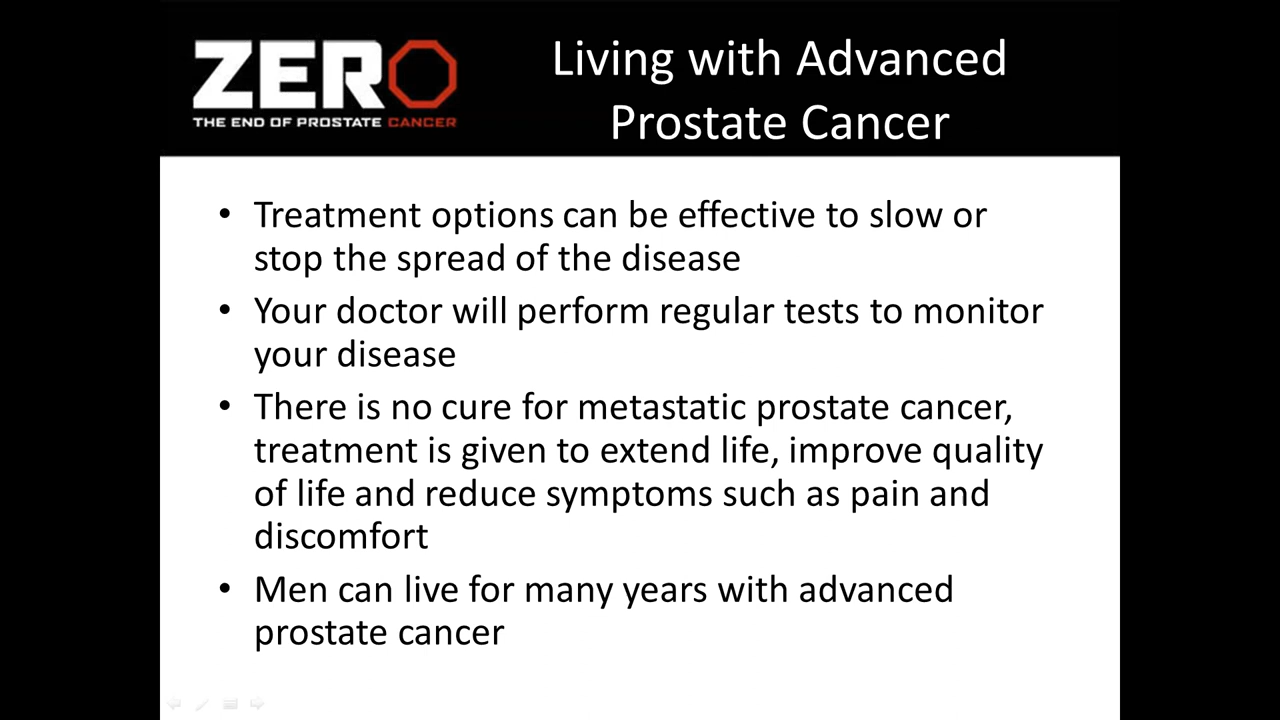 ZERO
THE END OF PROSTATE CANCER
Living with Advanced
Prostate Cancer
• Treatment options can be effective to slow or
stop the spread of the disease
• Your doctor will perform regular tests to monitor
your disease
• There is no cure for metastatic prostate cancer,
treatment is given to extend life, improve quality
of life and reduce symptoms such as pain and
discomfort
• Men can live for many years with advanced
prostate cancer